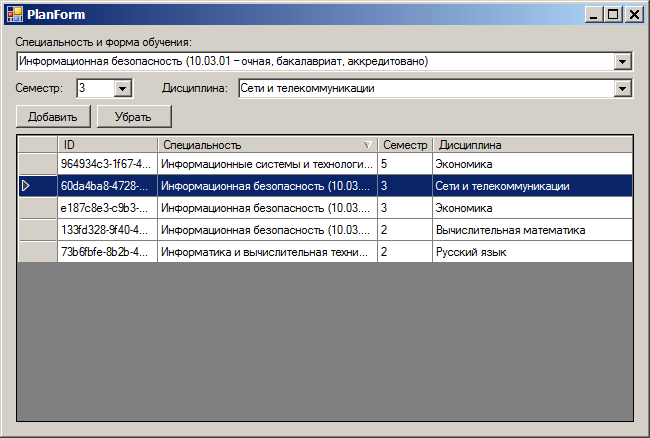 PlanForm
Специальность и форма обучения:
Информационная безопасность (10.03.01 – очная, бакалавриат, аккредитовано)
Семестр: 3 Дисциплина: Сети и телекоммуникации
Добавить Убрать
ID Специальность Семестр Дисциплина
964934c3-1f67-4... Информационные системы и технологи... 5 Экономика
60da4ba8-4728-... Информационная безопасность (10.03.... 3 Сети и телекоммуникации
e187c8e3-c9b3-... Информационная безопасность (10.03.... 3 Экономика
133fd328-9f40-4... Информационная безопасность (10.03.... 2 Вычислительная математика
73b6fbfe-8b2b-4... Информатика и вычислительная техни... 2 Русский язык